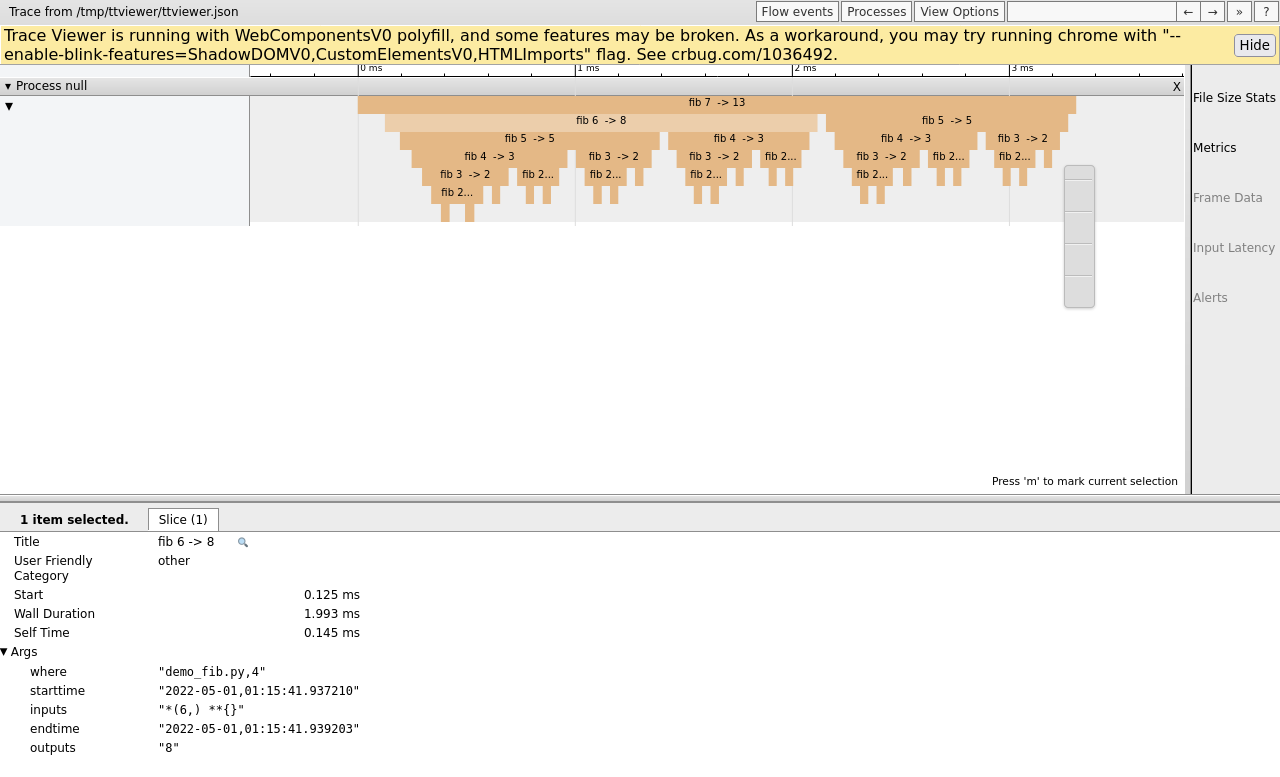 Trace from /tmp/ttviewer/ttviewer.json
Flow events Processes View Options ← → » ?
Trace Viewer is running with WebComponentsV0 polyfill, and some features may be broken. As a workaround, you may try running chrome with "--
enable-blink-features=ShadowDOMV0,CustomElementsV0,HTMLImports" flag. See crbug.com/1036492.
Hide
0 ms 1 ms 2 ms 3 ms
▾ Process null X
▼
fib 7 -> 13
fib 6 -> 8 fib 5 -> 5
fib 5 -> 5 fib 4 -> 3 fib 4 -> 3 fib 3 -> 2
fib 4 -> 3 fib 3 -> 2 fib 3 -> 2 fib 2... fib 3 -> 2 fib 2... fib 2...
fib 3 -> 2 fib 2... fib 2... fib 2... fib 2...
fib 2...
File Size Stats
Metrics
Frame Data
Input Latency
Alerts
Press 'm' to mark current selection
1 item selected. Slice (1)
Title fib 6 -> 8
User Friendly other
Category
Start 0.125 ms
Wall Duration 1.993 ms
Self Time 0.145 ms
▼ Args
where "demo_fib.py,4"
starttime "2022-05-01,01:15:41.937210"
inputs "*(6,) **{}"
endtime "2022-05-01,01:15:41.939203"
outputs "8"